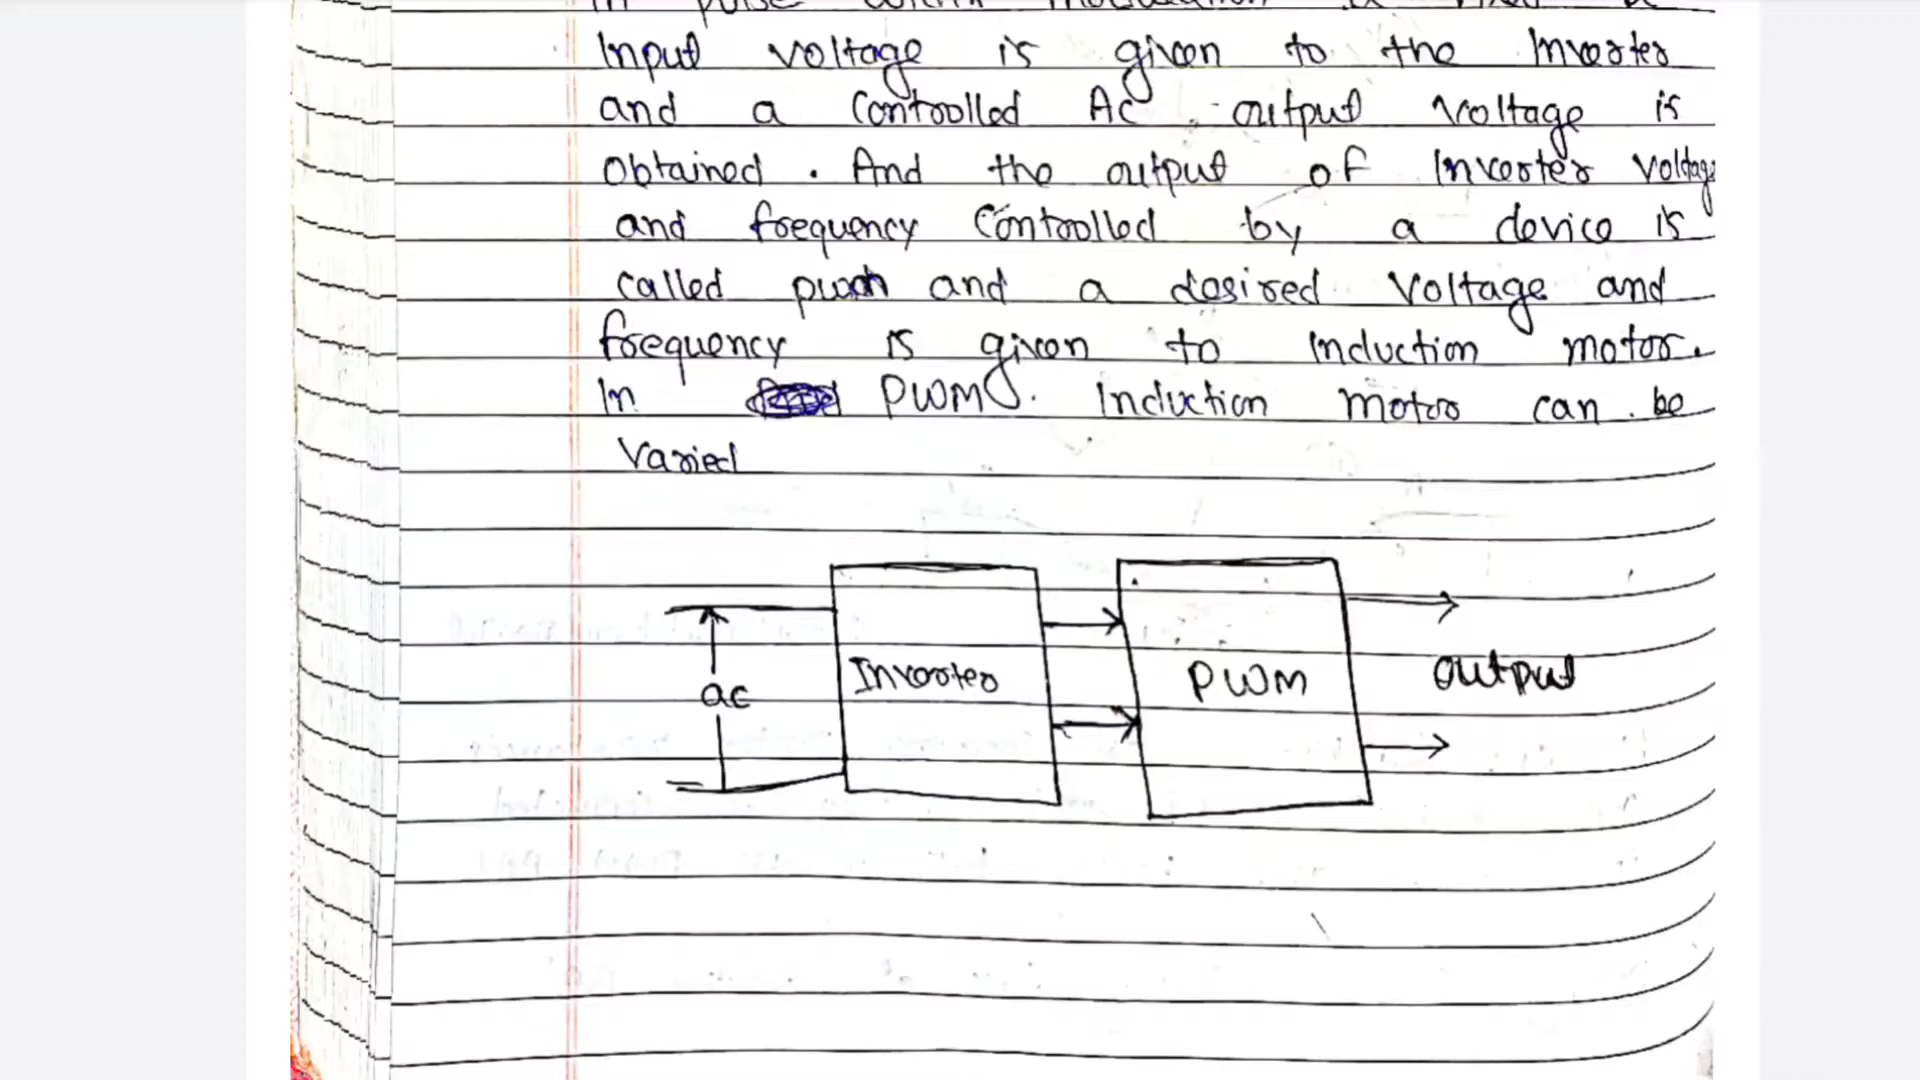 Input voltage is given to the Inverter
and a Controlled AC output Voltage is
Obtained . And the output of Inverter Voltage
and frequency Controlled by a device is
called pwm and a desired Voltage and
frequency is given to Induction motor.
In PWM . Induction motor can be
Varied
ac
Inverter
PWM
output